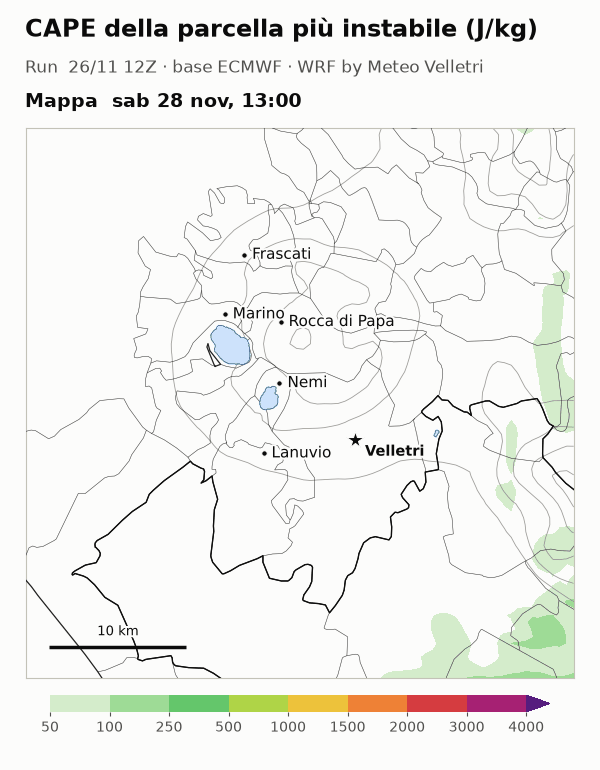 CAPE della parcella più instabile (J/kg)
Run  26/11 12Z · base ECMWF · WRF by Meteo Velletri
Mappa  sab 28 nov, 13:00
Frascati
Marino
Rocca di Papa
Nemi
Velletri
Lanuvio
10 km
50 100 250 500 1000 1500 2000 3000 4000